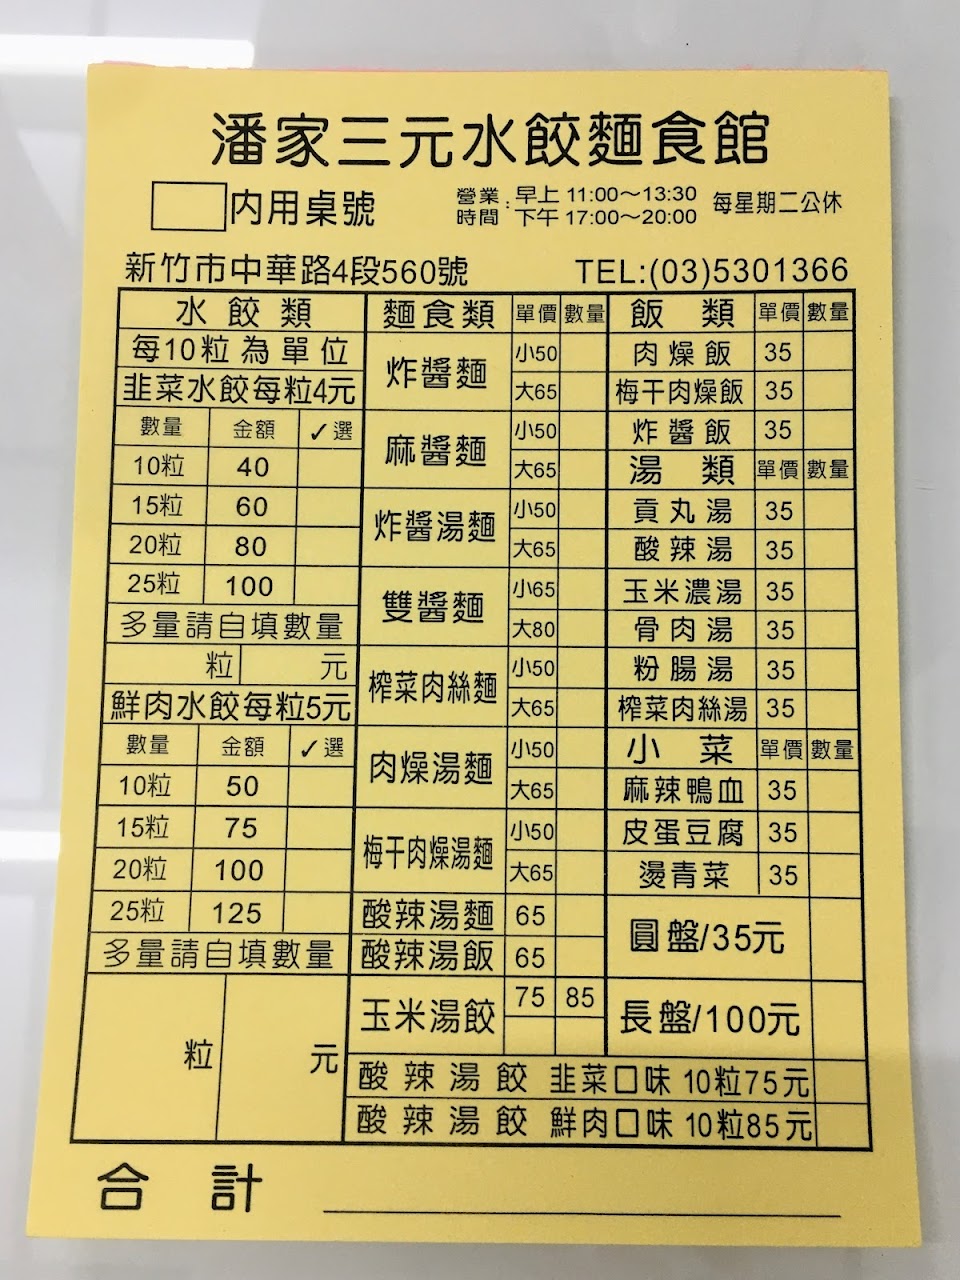 潘家三元水餃麵食館
內用桌號
營業時間：早上 11:00～13:30
下午 17:00～20:00
每星期二公休
新竹市中華路4段560號
TEL:(03)5301366
水餃類
每10粒為單位
韭菜水餃每粒4元
數量 金額 ✓選
10粒 40
15粒 60
20粒 80
25粒 100
多量請自填數量
粒 元
鮮肉水餃每粒5元
數量 金額 ✓選
10粒 50
15粒 75
20粒 100
25粒 125
多量請自填數量
粒 元
麵食類 單價 數量
炸醬麵 小50
大65
麻醬麵 小50
大65
炸醬湯麵 小50
大65
雙醬麵 小65
大80
榨菜肉絲麵 小50
大65
肉燥湯麵 小50
大65
梅干肉燥湯麵 小50
大65
酸辣湯麵 65
酸辣湯飯 65
玉米湯餃 75 85
酸辣湯餃 韭菜口味 10粒75元
酸辣湯餃 鮮肉口味 10粒85元
飯類 單價 數量
肉燥飯 35
梅干肉燥飯 35
炸醬飯 35
湯類 單價 數量
貢丸湯 35
酸辣湯 35
玉米濃湯 35
骨肉湯 35
粉腸湯 35
榨菜肉絲湯 35
小菜 單價 數量
麻辣鴨血 35
皮蛋豆腐 35
燙青菜 35
圓盤/35元
長盤/100元
合計